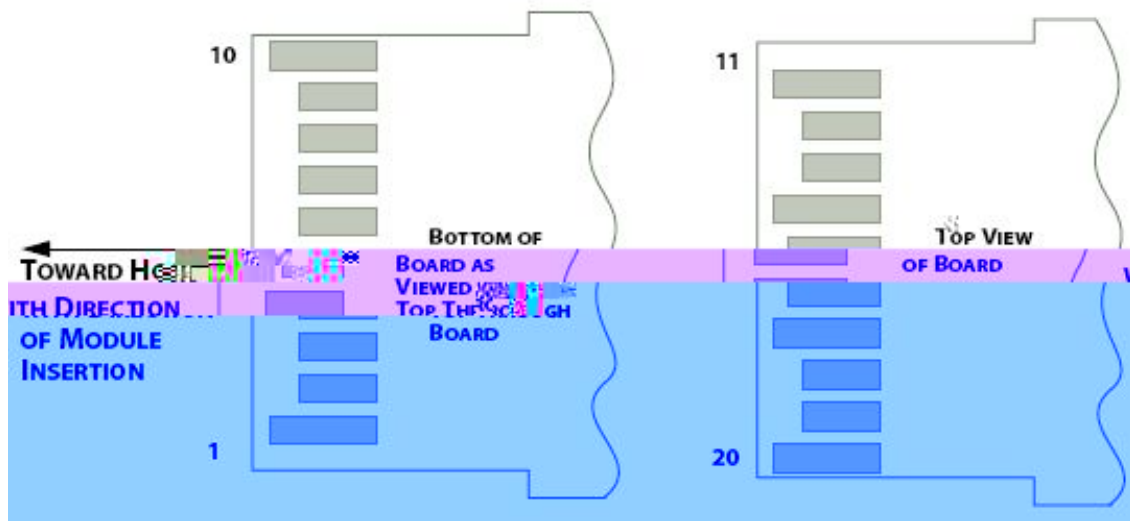 10
11
BOTTOM OF
BOARD AS
VIEWED
TOP
BOARD
TOP VIEW
OF BOARD
TOWARD
ITH DIRECTION
OF MODULE
INSERTION
1
20